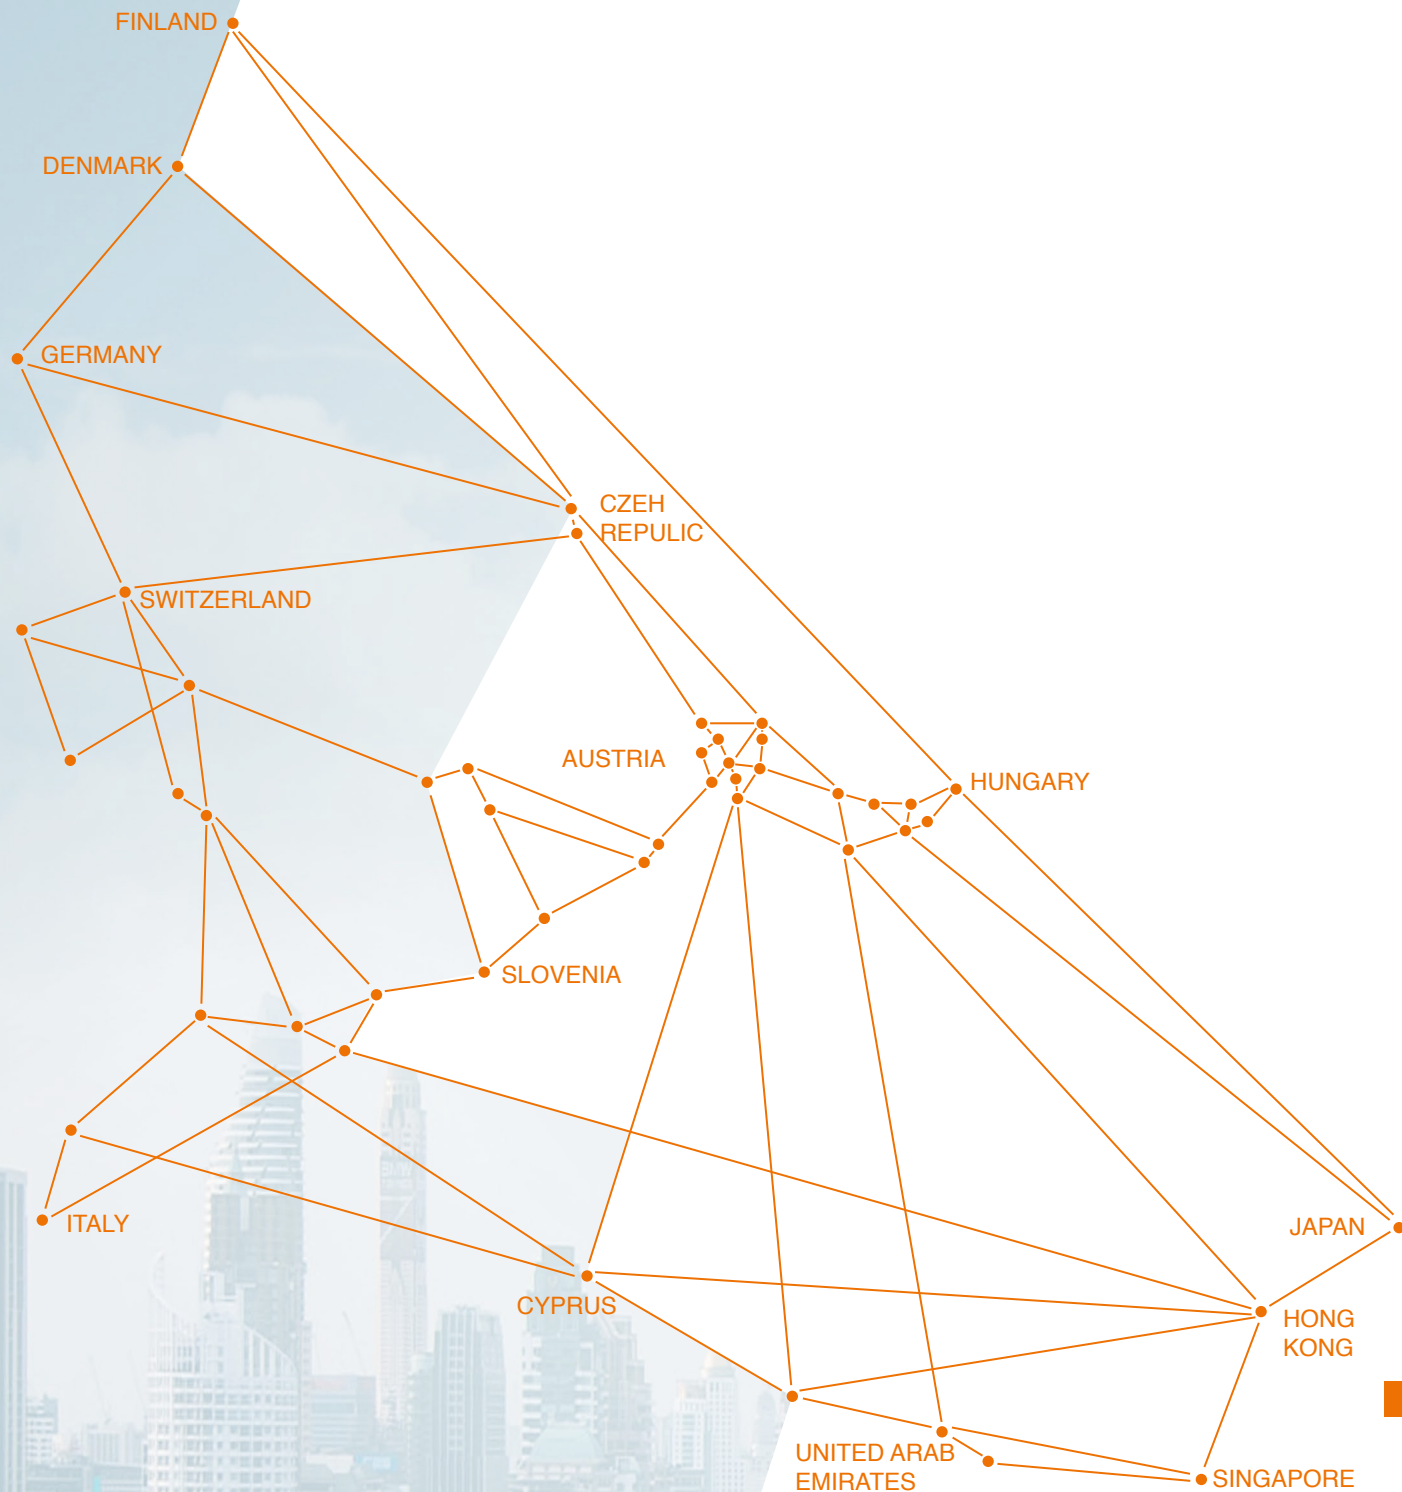 FINLAND
DENMARK
GERMANY
CZEH
REPULIC
SWITZERLAND
AUSTRIA
HUNGARY
SLOVENIA
ITALY
JAPAN
CYPRUS
HONG
KONG
UNITED ARAB
EMIRATES
SINGAPORE